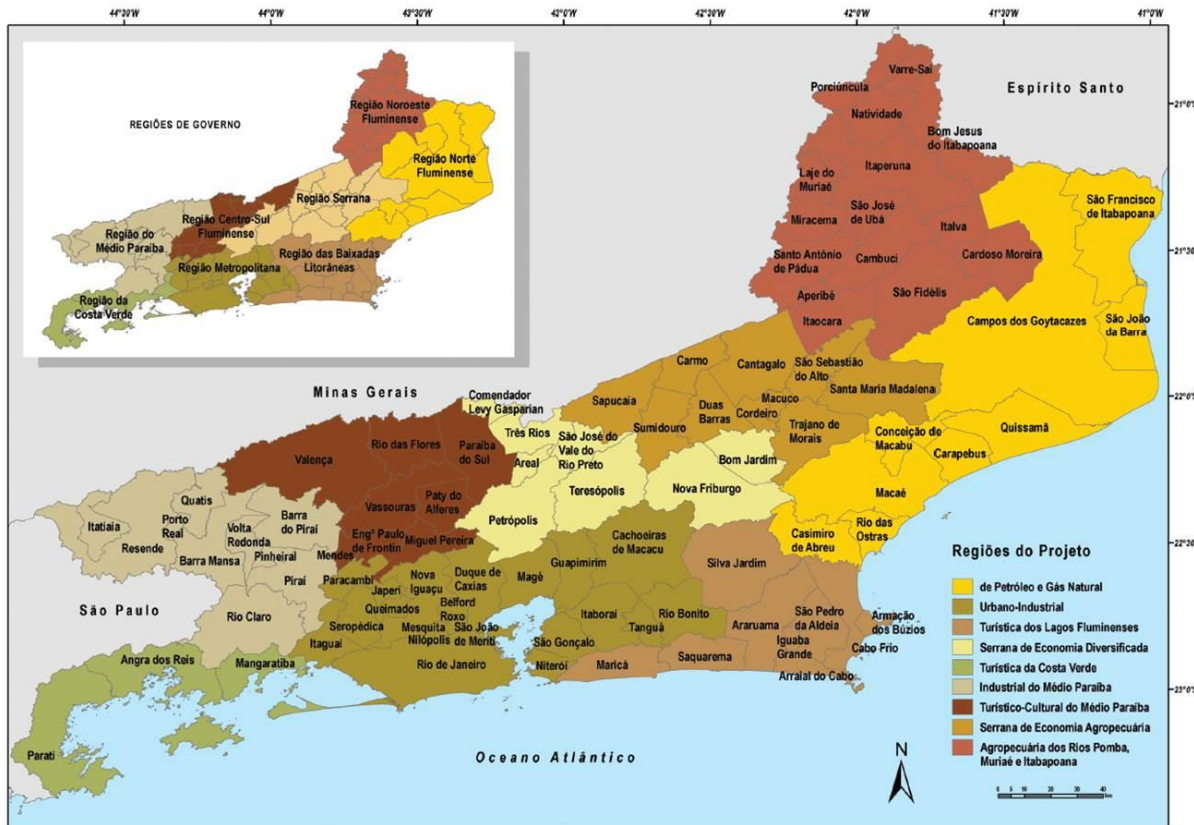 44°30'W
44°0'W
43°30'W
43°0'W
42°30'W
42°0'W
41°30'W
41°0'W
REGIÕES DE GOVERNO
Região Noroeste
Fluminense
Região Norte
Fluminense
Região Serrana
Região Centro-Sul
Fluminense
Região do
Médio Paraíba
Região das Baixadas
Litorâneas
Região Metropolitana
Região da
Costa Verde
Espírito Santo
Minas Gerais
São Paulo
Oceano Atlântico
Varre-Sai
Porciúncula
Natividade
Bom Jesus
do Itabapoana
Itaperuna
Laje do
Muriaé
São José
de Ubá
Miracema
Italva
São Francisco
de Itabapoana
Santo Antônio
de Pádua
Cambuci
Cardoso Moreira
Aperibé
São Fidélis
Itaocara
Campos dos Goytacazes
São João
da Barra
Carmo
Cantagalo
São Sebastião
do Alto
Santa Maria Madalena
Comendador
Levy Gasparian
Sapucaia
Duas
Barras
Macuco
Cordeiro
Três Rios
Sumidouro
Trajano de
Morais
Conceição de
Macabu
Quissamã
Carapebus
Rio das Flores
Paraíba
do Sul
São José do
Vale do
Rio Preto
Areal
Bom Jardim
Valença
Teresópolis
Nova Friburgo
Macaé
Vassouras
Paty do
Alferes
Petrópolis
Quatis
Itatiaia
Porto
Real
Resende
Volta
Redonda
Barra
do Piraí
Barra Mansa
Pinheiral
Mendes
Engº Paulo
de Frontin
Miguel Pereira
Cachoeiras
de Macacu
Casimiro
de Abreu
Rio das
Ostras
Piraí
Paracambi
Japeri
Nova
Iguaçu
Duque de
Caxias
Magé
Guapimirim
Silva Jardim
Rio Claro
Queimados
Belford
Roxo
Seropédica
Mesquita
Nilópolis
São João
de Meriti
Itaguaí
Itaboraí
Rio Bonito
Tanguá
São Gonçalo
Araruama
São Pedro
da Aldeia
Iguaba
Grande
Armação
dos Búzios
Cabo Frio
Arraial do Cabo
Saquarema
Maricá
Niterói
Rio de Janeiro
Angra dos Reis
Mangaratiba
Parati
21°0's
21°30's
22°0's
22°30's
Regiões do Projeto
de Petróleo e Gás Natural
Urbano-Industrial
Turística dos Lagos Fluminenses
Serrana de Economia Diversificada
Turística da Costa Verde
Industrial do Médio Paraíba
Turístico-Cultural do Médio Paraíba
Serrana de Economia Agropecuária
Agropecuária dos Rios Pomba,
Muriaé e Itabapoana
N
0 5 10 20 30 40